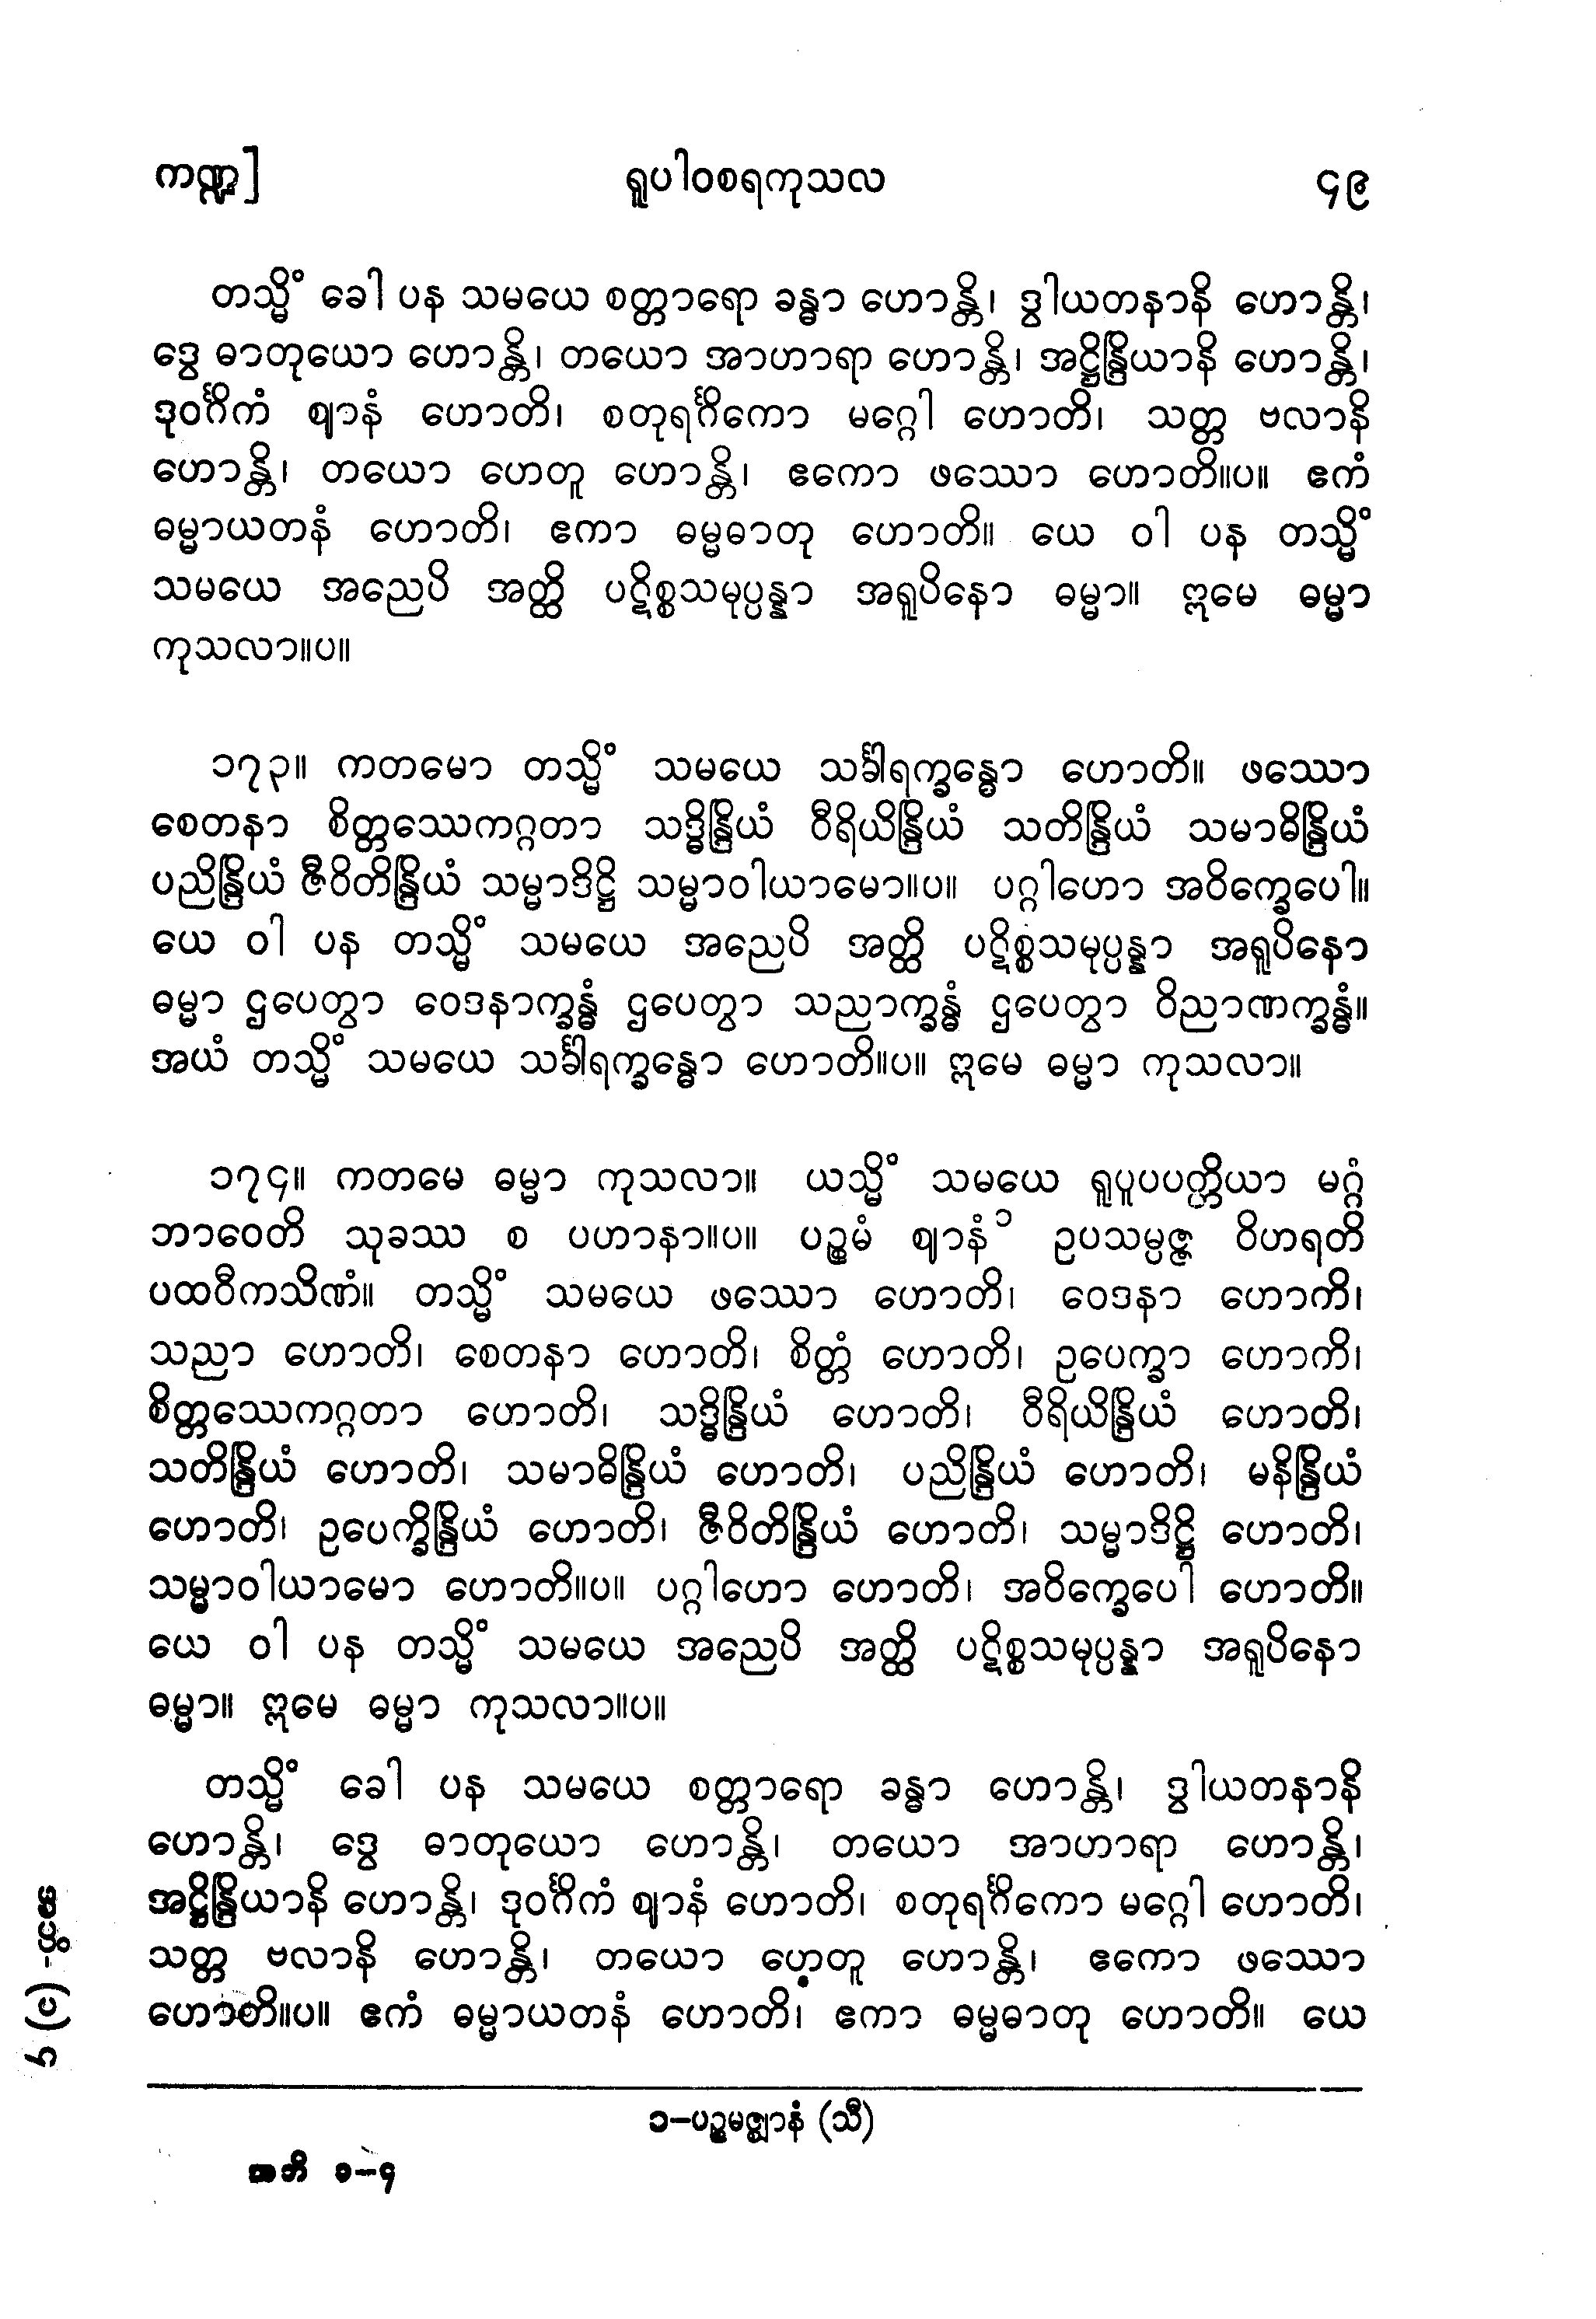 ကဏ္ဍ] ရူပါဝစရကုသလ ၄၉
တသ္မိံ ခေါ ပန သမယေ စတ္တာရော ခန္ဓာ ဟောန္တိ၊ ဒွါယတနာနိ ဟောန္တိ၊
ဒွေ ဓာတုယော ဟောန္တိ၊ တယော အာဟာရာ ဟောန္တိ၊ အဋ္ဌိန္ဒြိယာနိ ဟောန္တိ၊
ဒုဝင်္ဂိကံ ဈာနံ ဟောတိ၊ စတုရင်္ဂိကော မဂ္ဂေါ ဟောတိ၊ သတ္တ ဗလာနိ
ဟောန္တိ၊ တယော ဟေတူ ဟောန္တိ၊ ဧကော ဖဿော ဟောတိ။ပ။ ဧကံ
ဓမ္မာယတနံ ဟောတိ၊ ဧကာ ဓမ္မဓာတု ဟောတိ။ ယေ ဝါ ပန တသ္မိံ
သမယေ အညေပိ အတ္ထိ ပဋိစ္စသမုပ္ပန္နာ အရူပိနော ဓမ္မာ။ ဣမေ ဓမ္မာ
ကုသလာ။ပ။
၁၇၃။ ကတမော တသ္မိံ သမယေ သင်္ခါရက္ခန္ဓော ဟောတိ။ ဖဿော
စေတနာ စိတ္တဿေကဂ္ဂတာ သဒ္ဓိန္ဒြိယံ ဝီရိယိန္ဒြိယံ သတိန္ဒြိယံ သမာဓိန္ဒြိယံ
ပညိန္ဒြိယံ ဇီဝိတိန္ဒြိယံ သမ္မာဒိဋ္ဌိ သမ္မာဝါယာမော။ပ။ ပဂ္ဂါဟော အဝိက္ခေပေါ။
ယေ ဝါ ပန တသ္မိံ သမယေ အညေပိ အတ္ထိ ပဋိစ္စသမုပ္ပန္နာ အရူပိနော
ဓမ္မာ ဌပေတွာ ဝေဒနာက္ခန္ဓံ ဌပေတွာ သညာက္ခန္ဓံ ဌပေတွာ ဝိညာဏက္ခန္ဓံ။
အယံ တသ္မိံ သမယေ သင်္ခါရက္ခန္ဓော ဟောတိ။ပ။ ဣမေ ဓမ္မာ ကုသလာ။
၁၇၄။ ကတမေ ဓမ္မာ ကုသလာ။ ယသ္မိံ သမယေ ရူပူပပတ္တိယာ မဂ္ဂံ
ဘာဝေတိ သုခဿ စ ပဟာနာ။ပ။ ပဉ္စမံ ဈာနံ ၁ ဥပသမ္ပဇ္ဇ ဝိဟရတိ
ပထဝီကသိဏံ။ တသ္မိံ သမယေ ဖဿော ဟောတိ၊ ဝေဒနာ ဟောကိ၊
သညာ ဟောတိ၊ စေတနာ ဟောတိ၊ စိတ္တံ ဟောတိ၊ ဥပေက္ခာ ဟောကိ၊
စိတ္တဿေကဂ္ဂတာ ဟောတိ၊ သဒ္ဓိန္ဒြိယံ ဟောတိ၊ ဝီရိယိန္ဒြိယံ ဟောတိ၊
သတိန္ဒြိယံ ဟောတိ၊ သမာဓိန္ဒြိယံ ဟောတိ၊ ပညိန္ဒြိယံ ဟောတိ၊ မနိန္ဒြိယံ
ဟောတိ၊ ဥပေက္ခိန္ဒြိယံ ဟောတိ၊ ဇီဝိတိန္ဒြိယံ ဟောတိ၊ သမ္မာဒိဋ္ဌိ ဟောတိ၊
သမ္မာဝါယာမော ဟောတိ။ပ။ ပဂ္ဂါဟော ဟောတိ၊ အဝိက္ခေပေါ ဟောတိ။
ယေ ဝါ ပန တသ္မိံ သမယေ အညေပိ အတ္ထိ ပဋိစ္စသမုပ္ပန္နာ အရူပိနော
ဓမ္မာ။ ဣမေ ဓမ္မာ ကုသလာ။ပ။
တသ္မိံ ခေါ ပန သမယေ စတ္တာရော ခန္ဓာ ဟောန္တိ၊ ဒွါယတနာနိ
ဟောန္တိ၊ ဒွေ ဓာတုယော ဟောန္တိ၊ တယော အာဟာရာ ဟောန္တိ၊
အဋ္ဌိန္ဒြိယာနိ ဟောန္တိ၊ ဒုဝင်္ဂိကံ ဈာနံ ဟောတိ၊ စတုရင်္ဂိကော မဂ္ဂေါ ဟောတိ၊
သတ္တ ဗလာနိ ဟောန္တိ၊ တယော ဟေတူ ဟောန္တိ၊ ဧကော ဖဿော
ဟောတိ။ပ။ ဧကံ ဓမ္မာယတနံ ဟောတိ၊ ဧကာ ဓမ္မဓာတု ဟောတိ။ ယေ
၁–ပဉ္စမဇ္ဈာနံ (သီ)
အဘိ ၁–၄